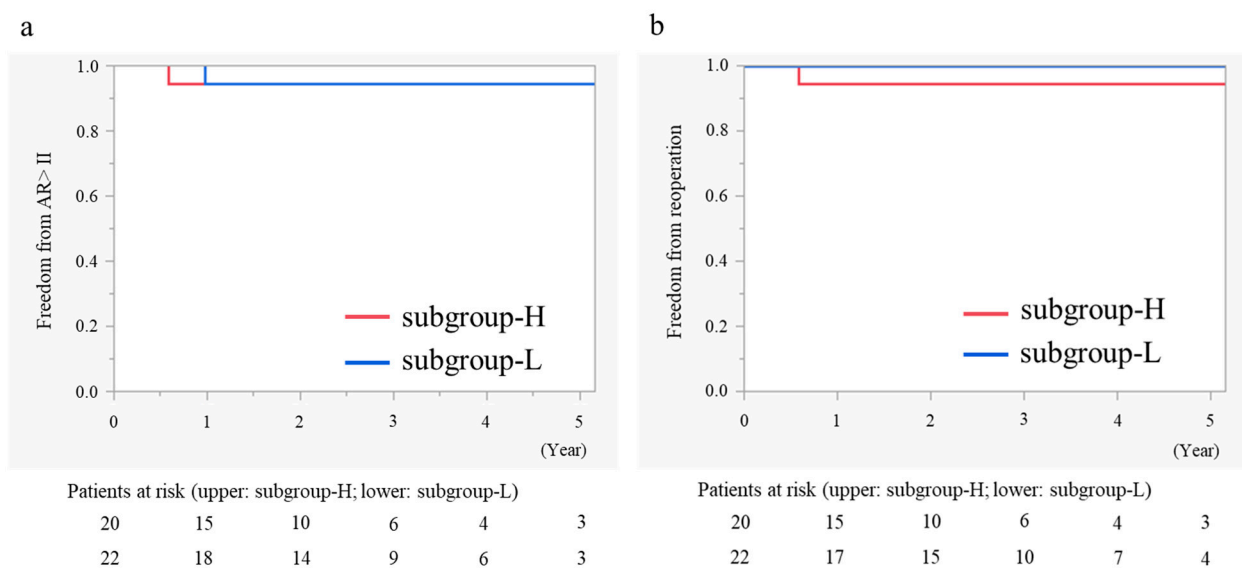 a
1.0
0.8
0.6
0.4
0.2
0.0
Freedom from AR> II
subgroup-H
subgroup-L
0 1 2 3 4 5
(Year)
Patients at risk (upper: subgroup-H; lower: subgroup-L)
20 15 10 6 4 3
22 18 14 9 6 3
b
1.0
0.8
0.6
0.4
0.2
0.0
Freedom from reoperation
subgroup-H
subgroup-L
0 1 2 3 4 5
(Year)
Patients at risk (upper: subgroup-H; lower: subgroup-L)
20 15 10 6 4 3
22 17 15 10 7 4